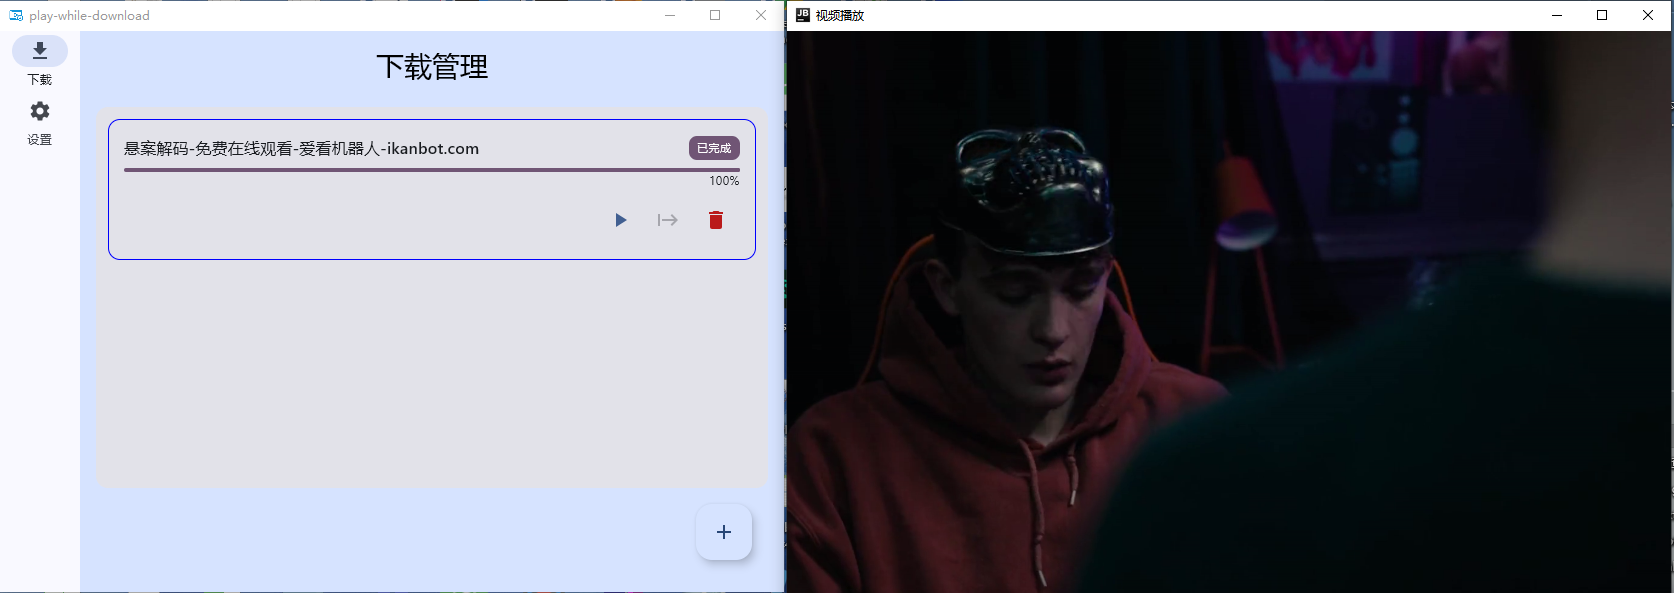 play-while-download
下载
设置
下载管理
悬案解码-免费在线观看-爱看机器人-ikanbot.com
已完成
100%
JB
视频播放